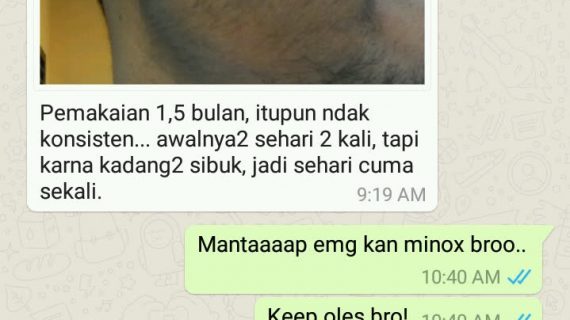 Pemakaian 1,5 bulan, itupun ndak
konsisten... awalnya2 sehari 2 kali, tapi
karna kadang2 sibuk, jadi sehari cuma
sekali.
9:19 AM
Mantaaaap emg kan minox broo..
10:40 AM
Keep oles bro!
10:40 AM